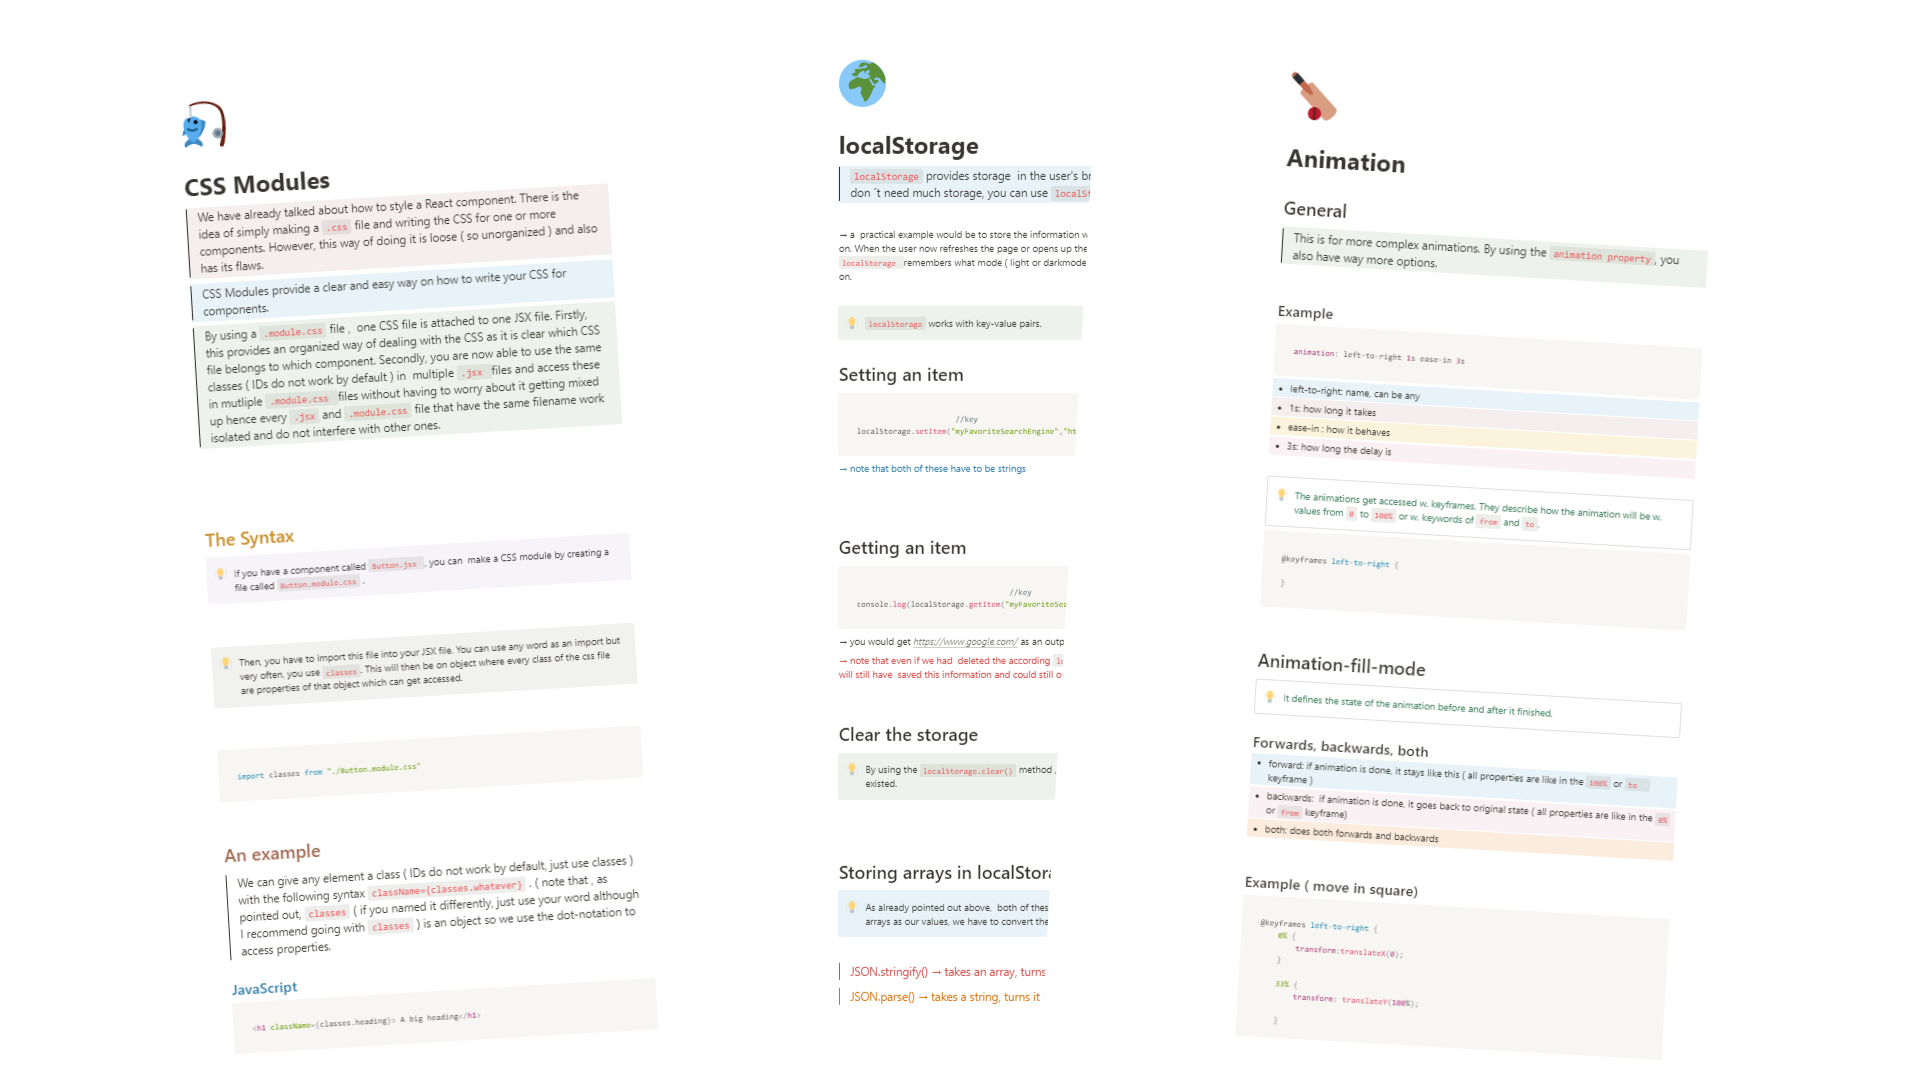 CSS Modules
We have already talked about how to style a React component. There is the
idea of simply making a .css file and writing the CSS for one or more
components. However, this way of doing it is loose ( so unorganized ) and also
has its flaws.
CSS Modules provide a clear and easy way on how to write your CSS for
components.
By using a .module.css file , one CSS file is attached to one JSX file. Firstly,
this provides an organized way of dealing with the CSS as it is clear which CSS
file belongs to which component. Secondly, you are now able to use the same
classes ( IDs do not work by default ) in multiple .jsx files and access these
in mutliple .module.css files without having to worry about it getting mixed
up hence every .jsx and .module.css file that have the same filename work
isolated and do not interfere with other ones.
The Syntax
If you have a component called Button.jsx , you can make a CSS module by creating a
file called Button.module.css .
Then, you have to import this file into your JSX file. You can use any word as an import but
very often, you use classes . This will then be on object where every class of the css file
are properties of that object which can get accessed.
import classes from "./Button.module.css"
An example
We can give any element a class ( IDs do not work by default, just use classes )
with the following syntax className={classes.whatever} . ( note that , as
pointed out, classes ( if you named it differently, just use your word although
I recommend going with classes ) is an object so we use the dot-notation to
access properties.
JavaScript
<h1 className={classes.heading}> A big heading</h1>
localStorage
localStorage provides storage in the user's br
don ´t need much storage, you can use localSt
→ a practical example would be to store the information w
on. When the user now refreshes the page or opens up the
localStorage remembers what mode ( light or darkmode
on.
localStorage works with key-value pairs.
Setting an item
//key
localStorage.setItem("myFavoriteSearchEngine","ht
→ note that both of these have to be strings
Getting an item
//key
console.log(localStorage.getItem("myFavoriteSea
→ you would get https://www.google.com/ as an outp
→ note that even if we had deleted the according lo
will still have saved this information and could still o
Clear the storage
By using the localStorage.clear() method ,
existed.
Storing arrays in localStora
As already pointed out above, both of thes
arrays as our values, we have to convert the
JSON.stringify() → takes an array, turns
JSON.parse() → takes a string, turns it
Animation
General
This is for more complex animations. By using the animation property , you
also have way more options.
Example
animation: left-to-right 1s ease-in 3s
• left-to-right: name, can be any
• 1s: how long it takes
• ease-in : how it behaves
• 3s: how long the delay is
The animations get accessed w. keyframes. They describe how the animation will be w.
values from 0 to 100% or w. keywords of from and to .
@keyframes left-to-right {
}
Animation-fill-mode
It defines the state of the animation before and after it finished.
Forwards, backwards, both
• forward: if animation is done, it stays like this ( all properties are like in the 100% or to
keyframe )
• backwards: if animation is done, it goes back to original state ( all properties are like in the 0%
or from keyframe)
• both: does both forwards and backwards
Example ( move in square)
@keyframes left-to-right {
0% {
transform:translateX(0);
}
33% {
transform: translateY(100%);
}